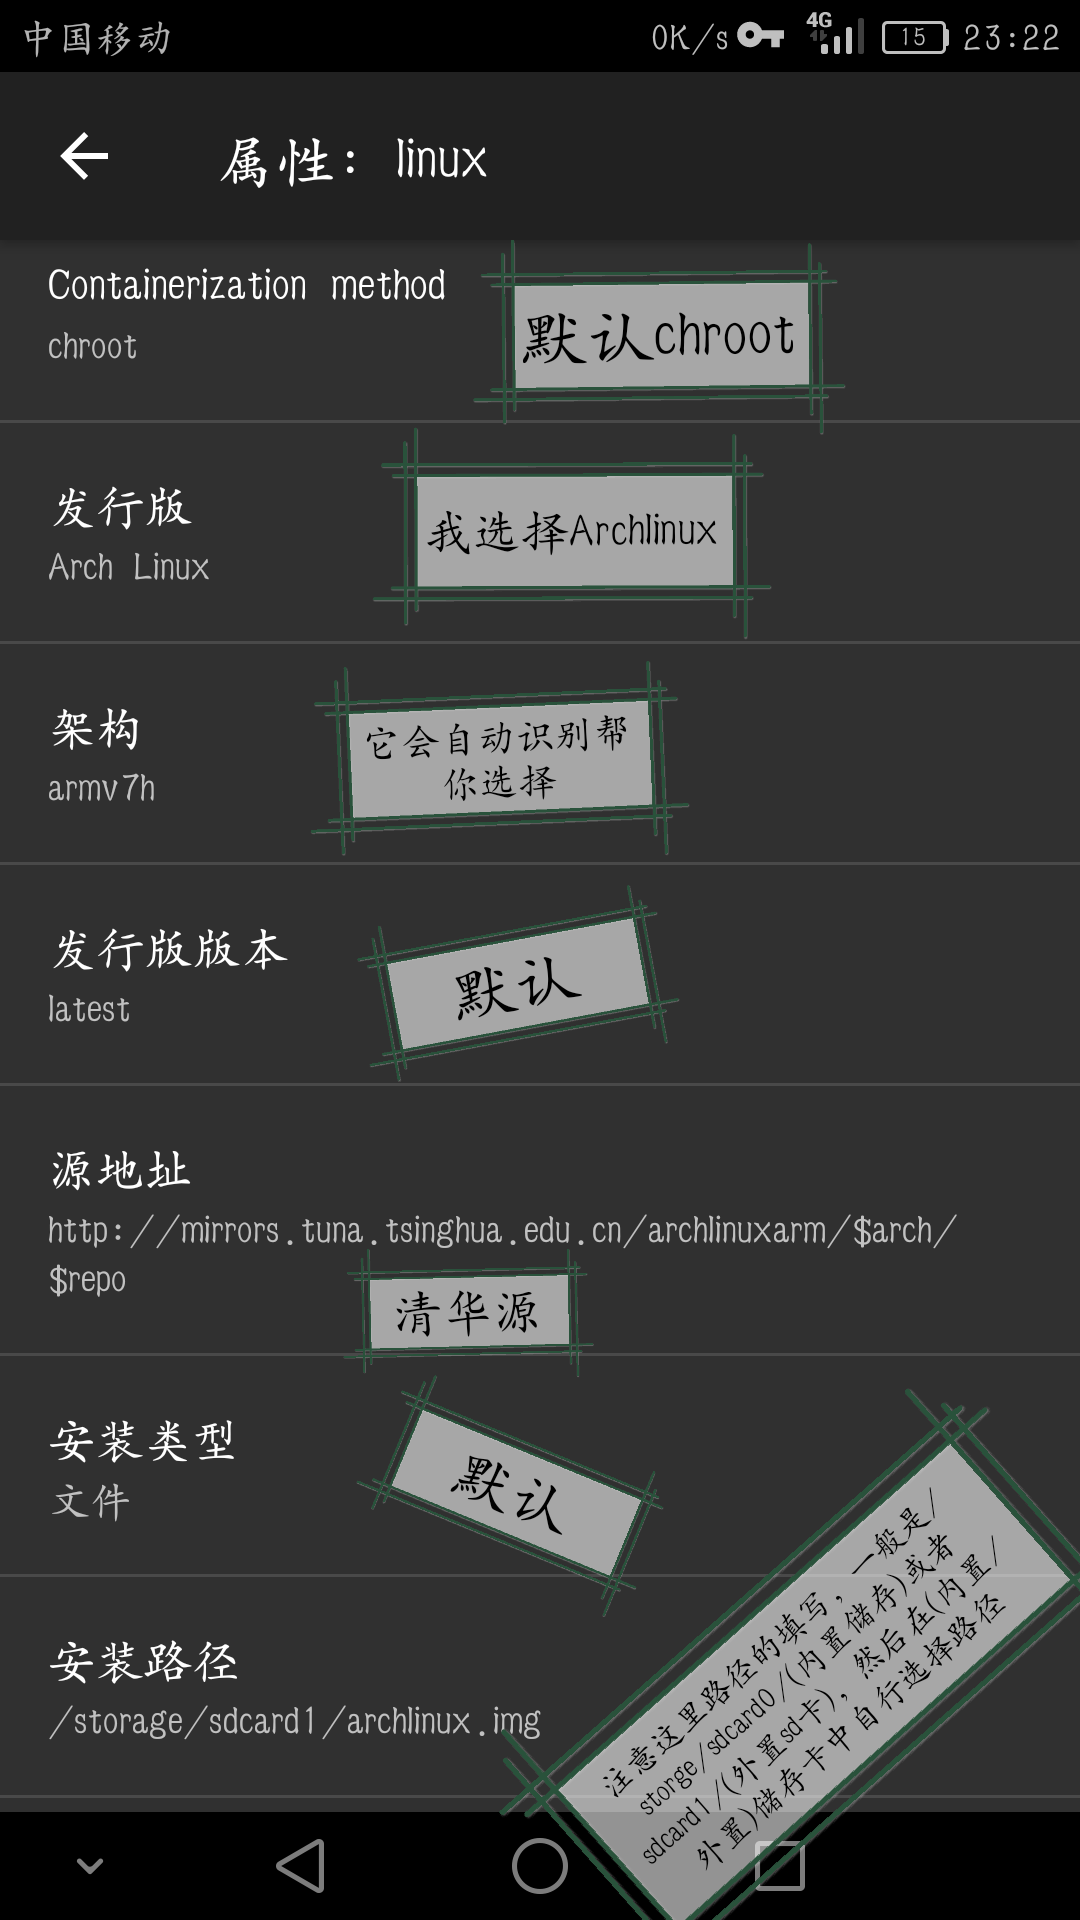 中国移动
0K/s 4G 15 23:22
属性: linux
Containerization method
chroot
默认chroot
发行版
Arch Linux
我选择Archlinux
架构
armv7h
它会自动识别帮
你选择
发行版版本
latest
默认
源地址
http://mirrors.tuna.tsinghua.edu.cn/archlinuxarm/$arch/
$repo
清华源
安装类型
文件
默认
安装路径
/storage/sdcard1/archlinux.img
注意这里路径的填写，一般是/
storge/sdcard0/(内置储存)或者
sdcard1/(外置sd卡)，然后在(内置/
外置)储存卡中自行选择路径